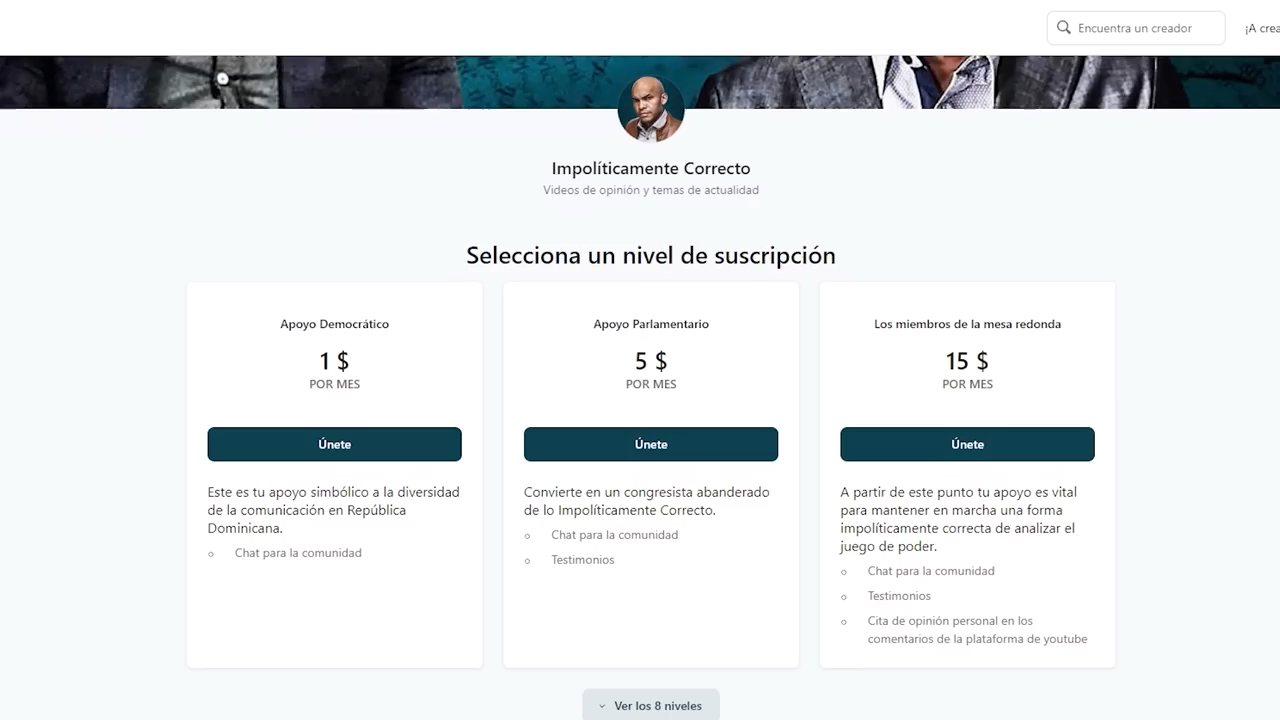 Encuentra un creador
¡A crea
Impolíticamente Correcto
Videos de opinión y temas de actualidad
Selecciona un nivel de suscripción
Apoyo Democrático
1 $
POR MES
Únete
Este es tu apoyo simbólico a la diversidad
de la comunicación en República
Dominicana.
Chat para la comunidad
Apoyo Parlamentario
5 $
POR MES
Únete
Convierte en un congresista abanderado
de lo Impolíticamente Correcto.
Chat para la comunidad
Testimonios
Los miembros de la mesa redonda
15 $
POR MES
Únete
A partir de este punto tu apoyo es vital
para mantener en marcha una forma
impolíticamente correcta de analizar el
juego de poder.
Chat para la comunidad
Testimonios
Cita de opinión personal en los
comentarios de la plataforma de youtube
Ver los 8 niveles